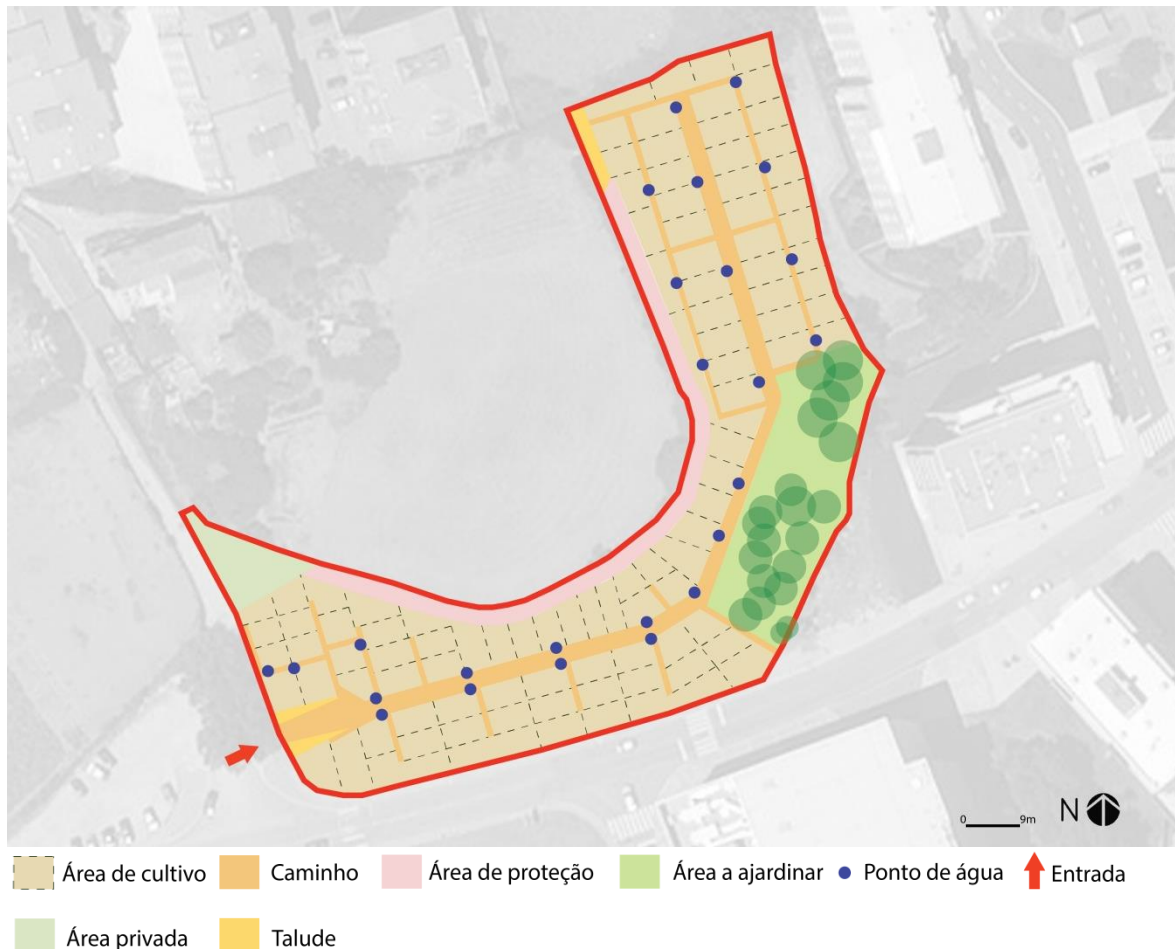 0 9m N
Área de cultivo Caminho Área de proteção Área a ajardinar Ponto de água Entrada
Área privada Talude